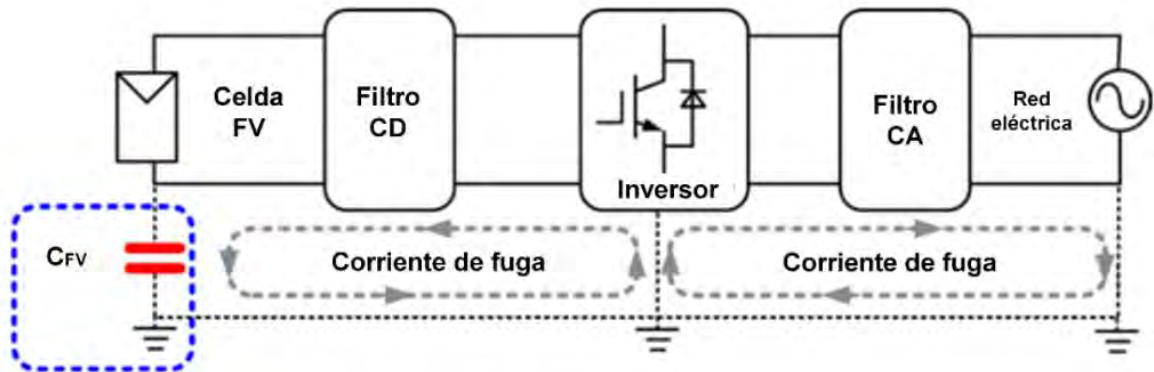 Celda
FV
Filtro
CD
Inversor
Filtro
CA
Red
eléctrica
CFV
Corriente de fuga
Corriente de fuga